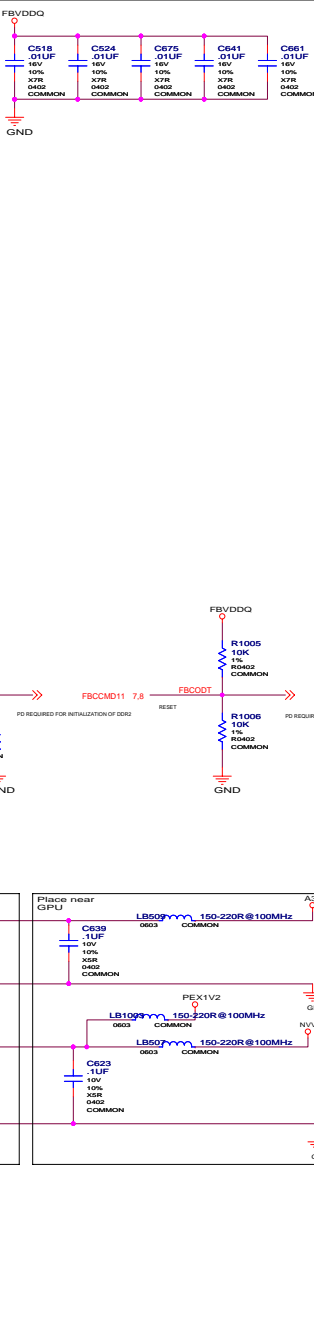 FBVDDQ
C518
.01UF
16V
10%
X7R
0402
COMMON
C524
.01UF
16V
10%
X7R
0402
COMMON
C675
.01UF
16V
10%
X7R
0402
COMMON
C641
.01UF
16V
10%
X7R
0402
COMMON
C661
.01UF
16V
10%
X7R
0402
COMMON
GND
FBVDDQ
R1005
10K
1%
R0402
COMMON
FBCCMD11 7,8
FBCODT
RESET
PD REQUIRED FOR INITIALIZATION OF DDR2
PD REQUIR
R1006
10K
1%
R0402
COMMON
ND
GND
Place near
GPU
LB509 150-220R@100MHz
0603 COMMON
C639
.1UF
10V
10%
X5R
0402
COMMON
PEX1V2
LB1003 150-220R@100MHz
0603 COMMON
LB507 150-220R@100MHz
0603 COMMON
C623
.1UF
10V
10%
X5R
0402
COMMON